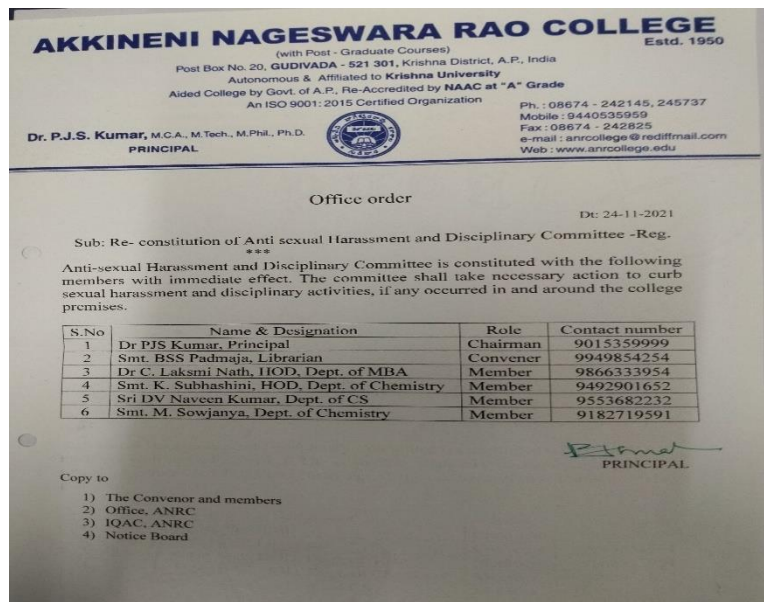 AKKINENI NAGESWARA RAO COLLEGE
(with Post - Graduate Courses)
Estd. 1950
Post Box No. 20, GUDIVADA - 521 301, Krishna District, A.P., India
Autonomous & Affiliated to Krishna University
Aided College by Govt. of A.P., Re-Accredited by NAAC at "A" Grade
An ISO 9001: 2015 Certified Organization
Ph. : 08674 - 242145, 245737
Mobile : 9440535959
Fax : 08674 - 242825
e-mail : anrcollege@rediffmail.com
Web : www.anrcollege.edu
Dr. P.J.S. Kumar, M.C.A., M.Tech., M.Phil., Ph.D.
PRINCIPAL
Office order
Dt: 24-11-2021
Sub: Re- constitution of Anti sexual Harassment and Disciplinary Committee -Reg.
***
Anti-sexual Harassment and Disciplinary Committee is constituted with the following
members with immediate effect. The committee shall take necessary action to curb
sexual harassment and disciplinary activities, if any occurred in and around the college
premises.
S.No Name & Designation Role Contact number
1 Dr PJS Kumar, Principal Chairman 9015359999
2 Smt. BSS Padmaja, Librarian Convener 9949854254
3 Dr C. Laksmi Nath, HOD, Dept. of MBA Member 9866333954
4 Smt. K. Subhashini, HOD, Dept. of Chemistry Member 9492901652
5 Sri DV Naveen Kumar, Dept. of CS Member 9553682232
6 Smt. M. Sowjanya, Dept. of Chemistry Member 9182719591
PRINCIPAL
Copy to
1) The Convenor and members
2) Office, ANRC
3) IQAC, ANRC
4) Notice Board